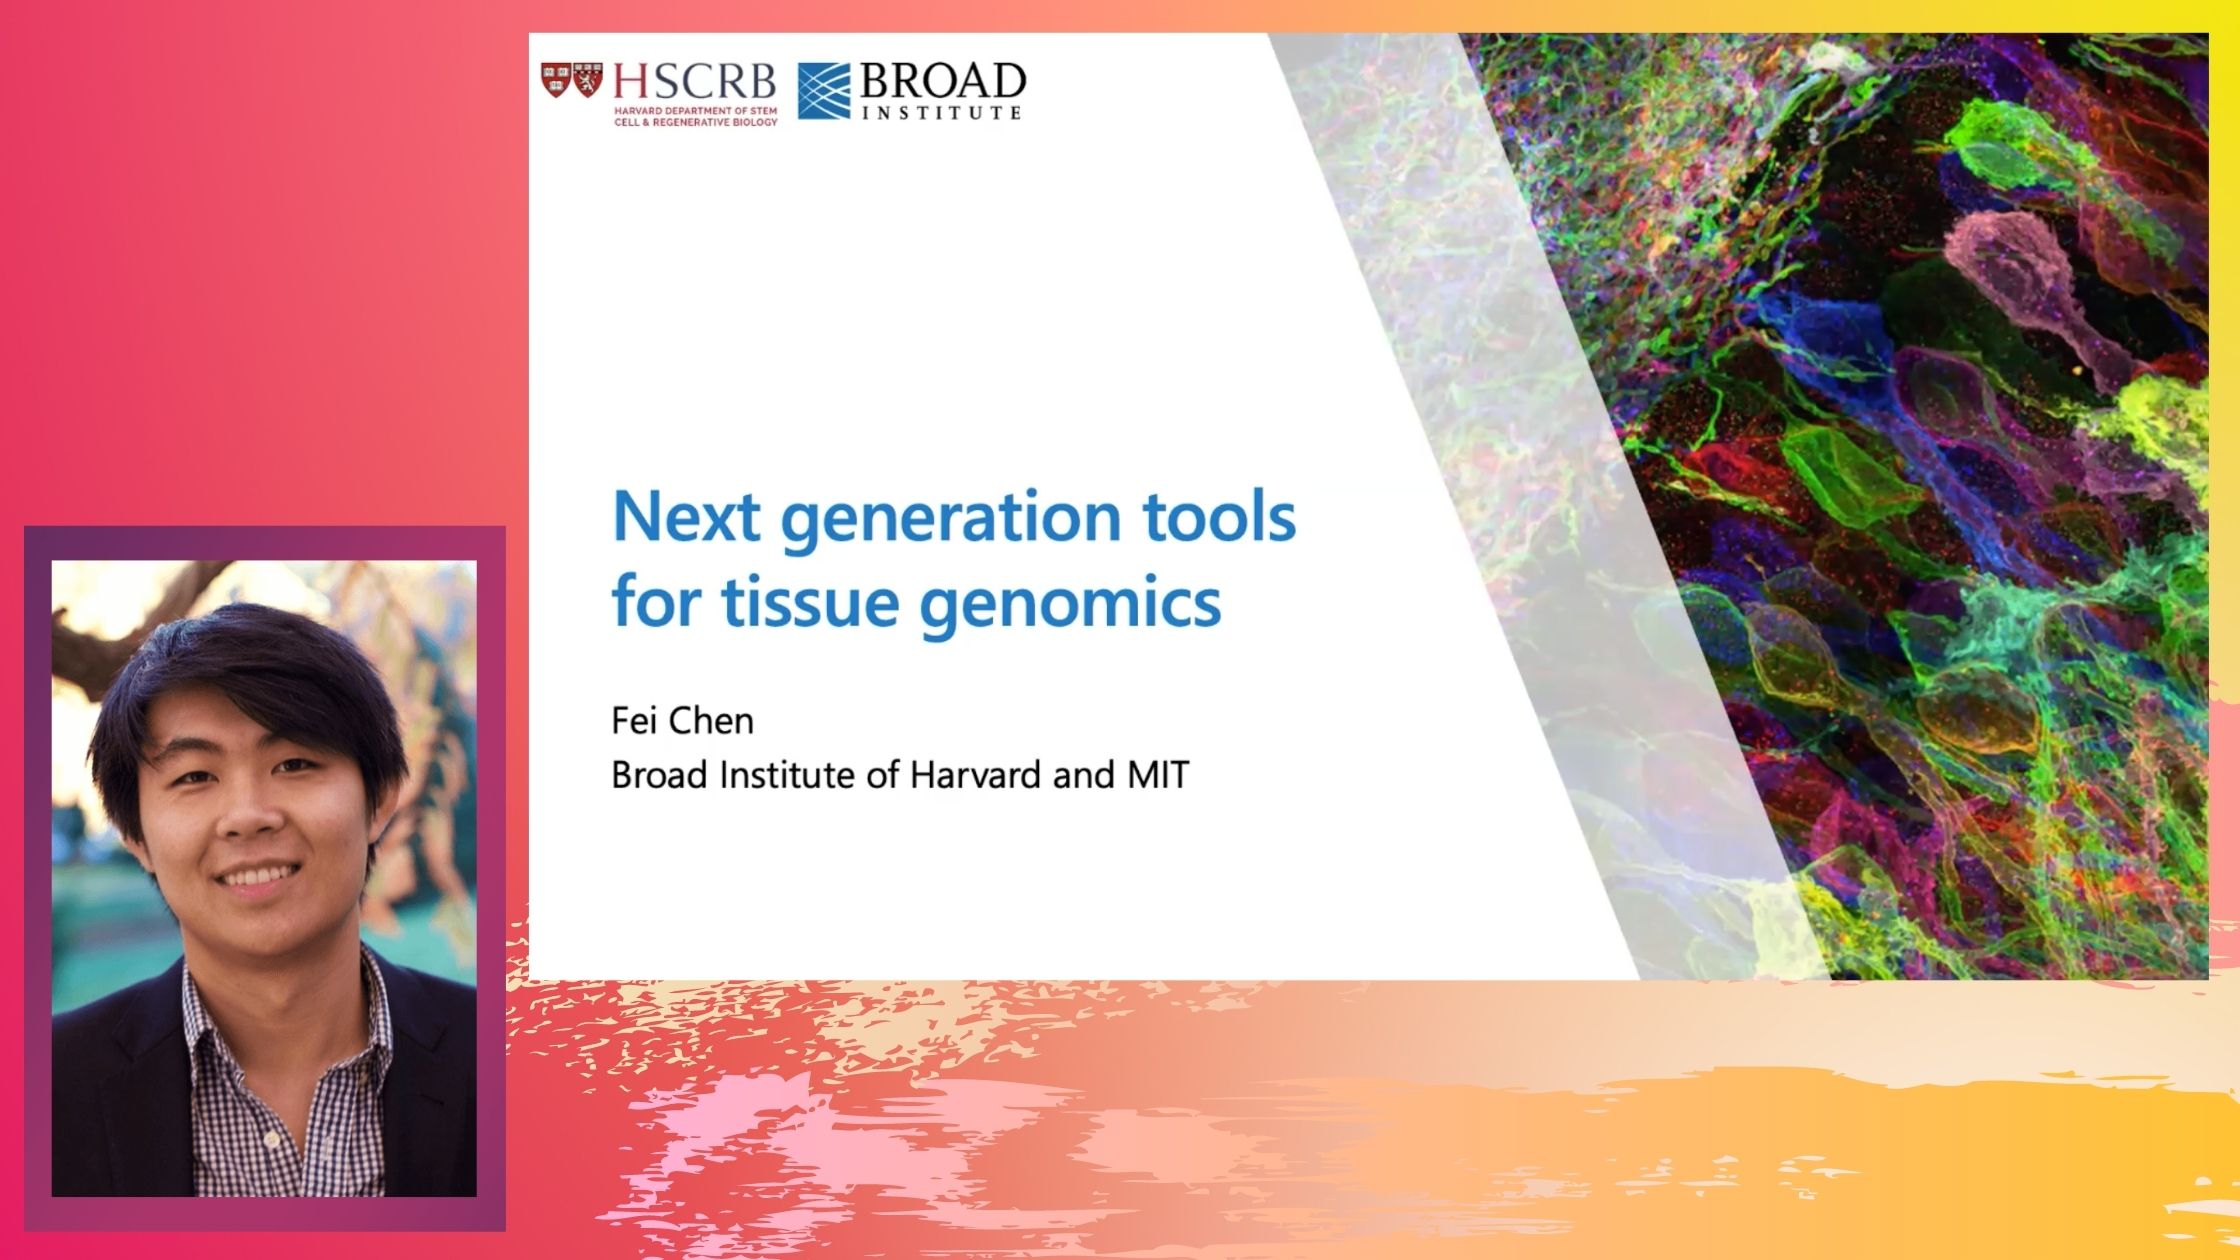 HSCRB
HARVARD DEPARTMENT OF STEM
CELL & REGENERATIVE BIOLOGY
BROAD
INSTITUTE
Next generation tools
for tissue genomics
Fei Chen
Broad Institute of Harvard and MIT